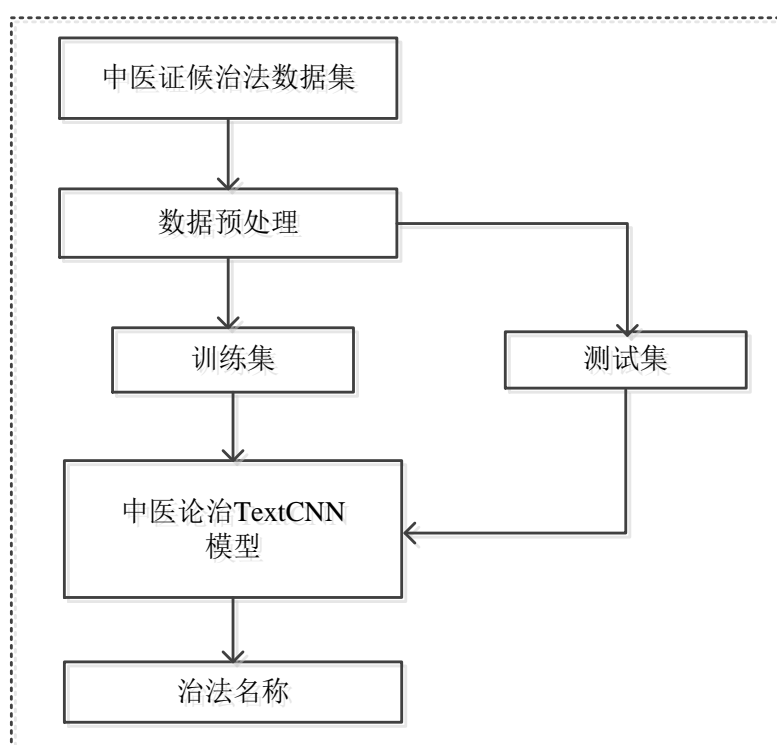 中医证候治法数据集
数据预处理
训练集
测试集
中医论治TextCNN
模型
治法名称